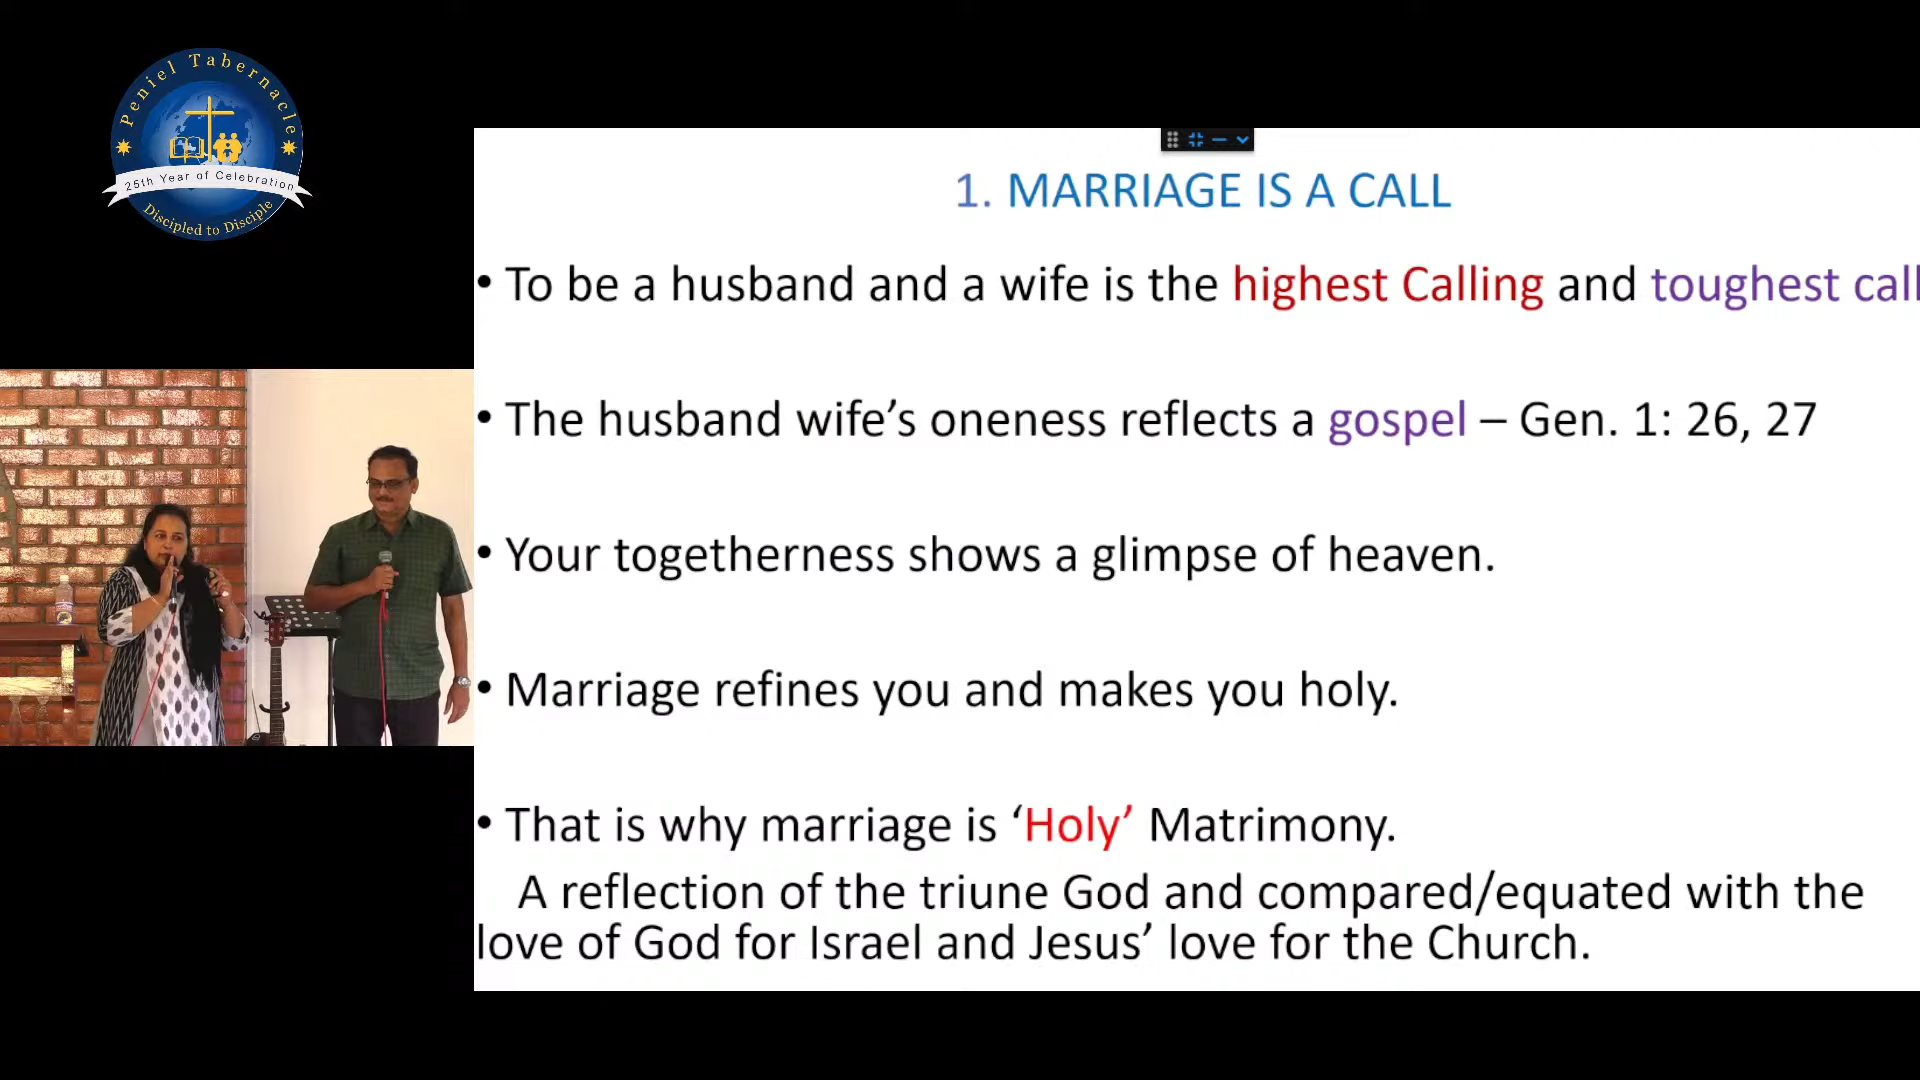 Peniel Tabernacle
25th Year of Celebration
Discipled to Disciple
1. MARRIAGE IS A CALL
• To be a husband and a wife is the highest Calling and toughest call
• The husband wife’s oneness reflects a gospel – Gen. 1: 26, 27
• Your togetherness shows a glimpse of heaven.
• Marriage refines you and makes you holy.
• That is why marriage is ‘Holy’ Matrimony.
A reflection of the triune God and compared/equated with the
love of God for Israel and Jesus’ love for the Church.